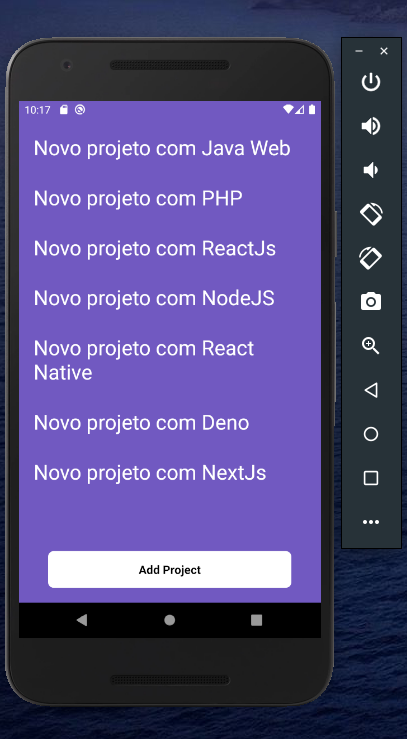 10:17
Novo projeto com Java Web
Novo projeto com PHP
Novo projeto com ReactJs
Novo projeto com NodeJS
Novo projeto com React
Native
Novo projeto com Deno
Novo projeto com NextJs
Add Project